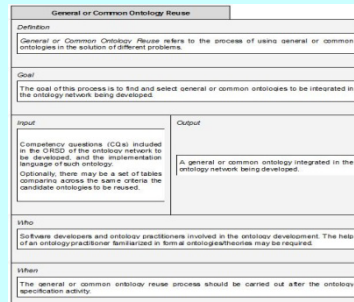 General or Common Ontology Reuse
Definition
General or Common Ontology Reuse refers to the process of using general or common
ontologies in the solution of different problems.
Goal
The goal of this process is to find and select general or common ontologies to be integrated in
the ontology network being developed.
Input
Competency questions (CQs) included
in the ORSD of the ontology network to
be developed, and the implementation
language of such ontology.
Optionally, there may be a set of tables
comparing across the same criteria the
candidate ontologies to be reused.
Output
A general or common ontology integrated in the
ontology network being developed.
Who
Software developers and ontology practitioners involved in the ontology development. The help
of an ontology practitioner familiarized in formal ontologies/theories may be required.
When
The general or common ontology reuse process should be carried out after the ontology
specification activity.